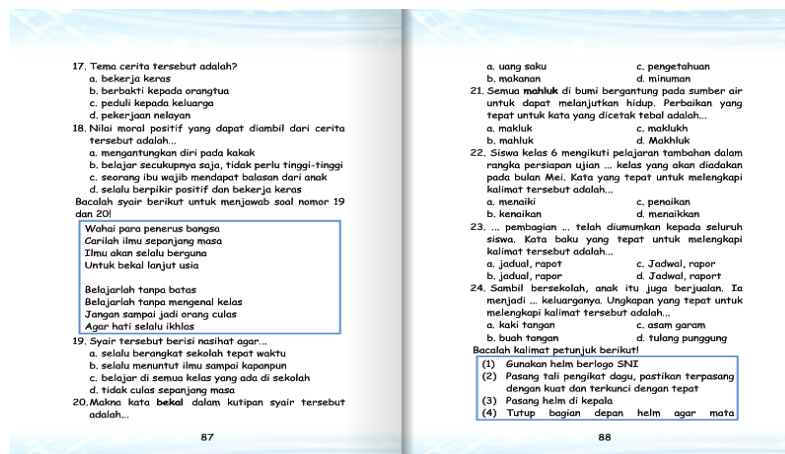 17. Tema cerita tersebut adalah?
a. bekerja keras
b. berbakti kepada orangtua
c. peduli kepada keluarga
d. pekerjaan nelayan
18. Nilai moral positif yang dapat diambil dari cerita
tersebut adalah...
a. mengantungkan diri pada kakak
b. belajar secukupnya saja, tidak perlu tinggi-tinggi
c. seorang ibu wajib mendapat balasan dari anak
d. selalu berpikir positif dan bekerja keras
Bacalah syair berikut untuk menjawab soal nomor 19
dan 20!
Wahai para penerus bangsa
Carilah ilmu sepanjang masa
Ilmu akan selalu berguna
Untuk bekal lanjut usia
Belajarlah tanpa batas
Belajarlah tanpa mengenal kelas
Jangan sampai jadi orang culas
Agar hati selalu ikhlas
19. Syair tersebut berisi nasihat agar...
a. selalu berangkat sekolah tepat waktu
b. selalu menuntut ilmu sampai kapanpun
c. belajar di semua kelas yang ada di sekolah
d. tidak culas sepanjang masa
20. Makna kata bekal dalam kutipan syair tersebut
adalah...
87
a. uang saku c. pengetahuan
b. makanan d. minuman
21. Semua mahluk di bumi bergantung pada sumber air
untuk dapat melanjutkan hidup. Perbaikan yang
tepat untuk kata yang dicetak tebal adalah...
a. makluk c. maklukh
b. mahluk d. Makhluk
22. Siswa kelas 6 mengikuti pelajaran tambahan dalam
rangka persiapan ujian ... kelas yang akan diadakan
pada bulan Mei. Kata yang tepat untuk melengkapi
kalimat tersebut adalah...
a. menaiki c. penaikan
b. kenaikan d. menaikkan
23. ... pembagian ... telah diumumkan kepada seluruh
siswa. Kata baku yang tepat untuk melengkapi
kalimat tersebut adalah...
a. jadual, rapot c. Jadwal, rapor
b. jadual, rapor d. Jadwal, raport
24. Sambil bersekolah, anak itu juga berjualan. Ia
menjadi ... keluarganya. Ungkapan yang tepat untuk
melengkapi kalimat tersebut adalah...
a. kaki tangan c. asam garam
b. buah tangan d. tulang punggung
Bacalah kalimat petunjuk berikut!
(1) Gunakan helm berlogo SNI
(2) Pasang tali pengikat dagu, pastikan terpasang
dengan kuat dan terkunci dengan tepat
(3) Pasang helm di kepala
(4) Tutup bagian depan helm agar mata
88